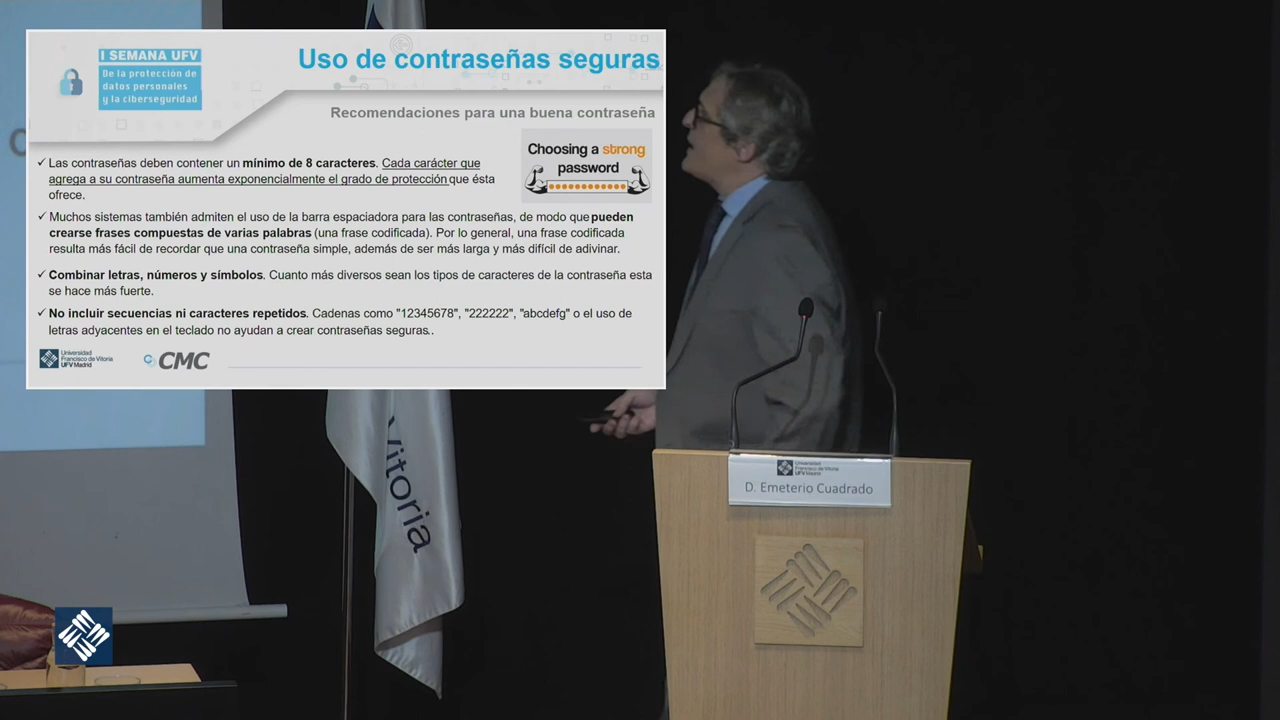 I SEMANA UFV
De la protección de
datos personales
y la ciberseguridad
Uso de contraseñas seguras
Recomendaciones para una buena contraseña
Choosing a strong
password
✓ Las contraseñas deben contener un mínimo de 8 caracteres. Cada carácter que
agrega a su contraseña aumenta exponencialmente el grado de protección que ésta
ofrece.
✓ Muchos sistemas también admiten el uso de la barra espaciadora para las contraseñas, de modo que pueden
crearse frases compuestas de varias palabras (una frase codificada). Por lo general, una frase codificada
resulta más fácil de recordar que una contraseña simple, además de ser más larga y más difícil de adivinar.
✓ Combinar letras, números y símbolos. Cuanto más diversos sean los tipos de caracteres de la contraseña esta
se hace más fuerte.
✓ No incluir secuencias ni caracteres repetidos. Cadenas como "12345678", "222222", "abcdefg" o el uso de
letras adyacentes en el teclado no ayudan a crear contraseñas seguras..
Universidad
Francisco de Vitoria
UFV Madrid
CMC
Vitoria
Universidad
Francisco de Vitoria
UFV Madrid
D. Emeterio Cuadrado